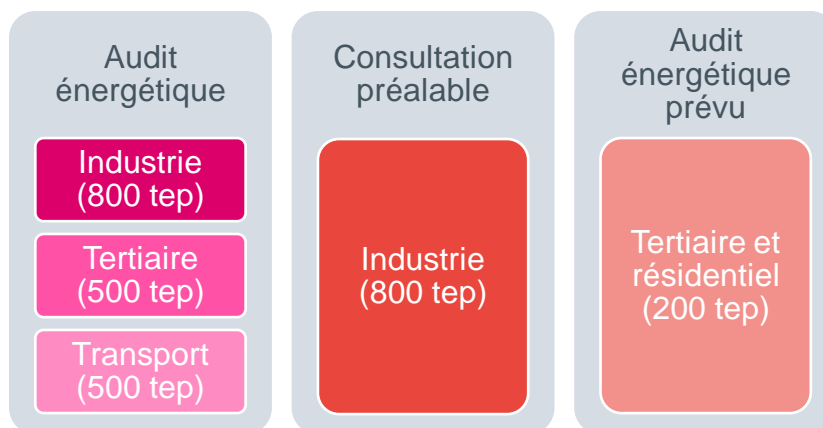 Audit
énergétique
Industrie
(800 tep)
Tertiaire
(500 tep)
Transport
(500 tep)
Consultation
préalable
Industrie
(800 tep)
Audit
énergétique
prévu
Tertiaire et
résidentiel
(200 tep)